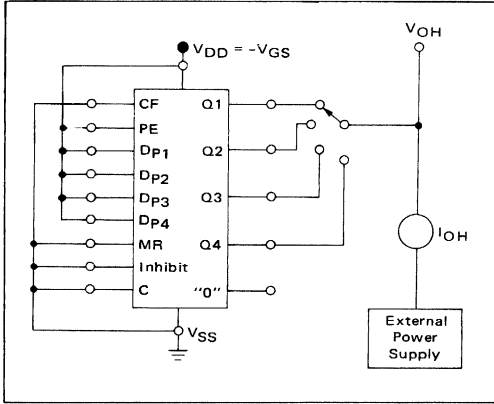 VDD = -VGS
VOH
CF
Q1
PE
DP1
Q2
DP2
DP3
Q3
DP4
MR
Q4
Inhibit
C
"0"
IOH
VSS
External
Power
Supply